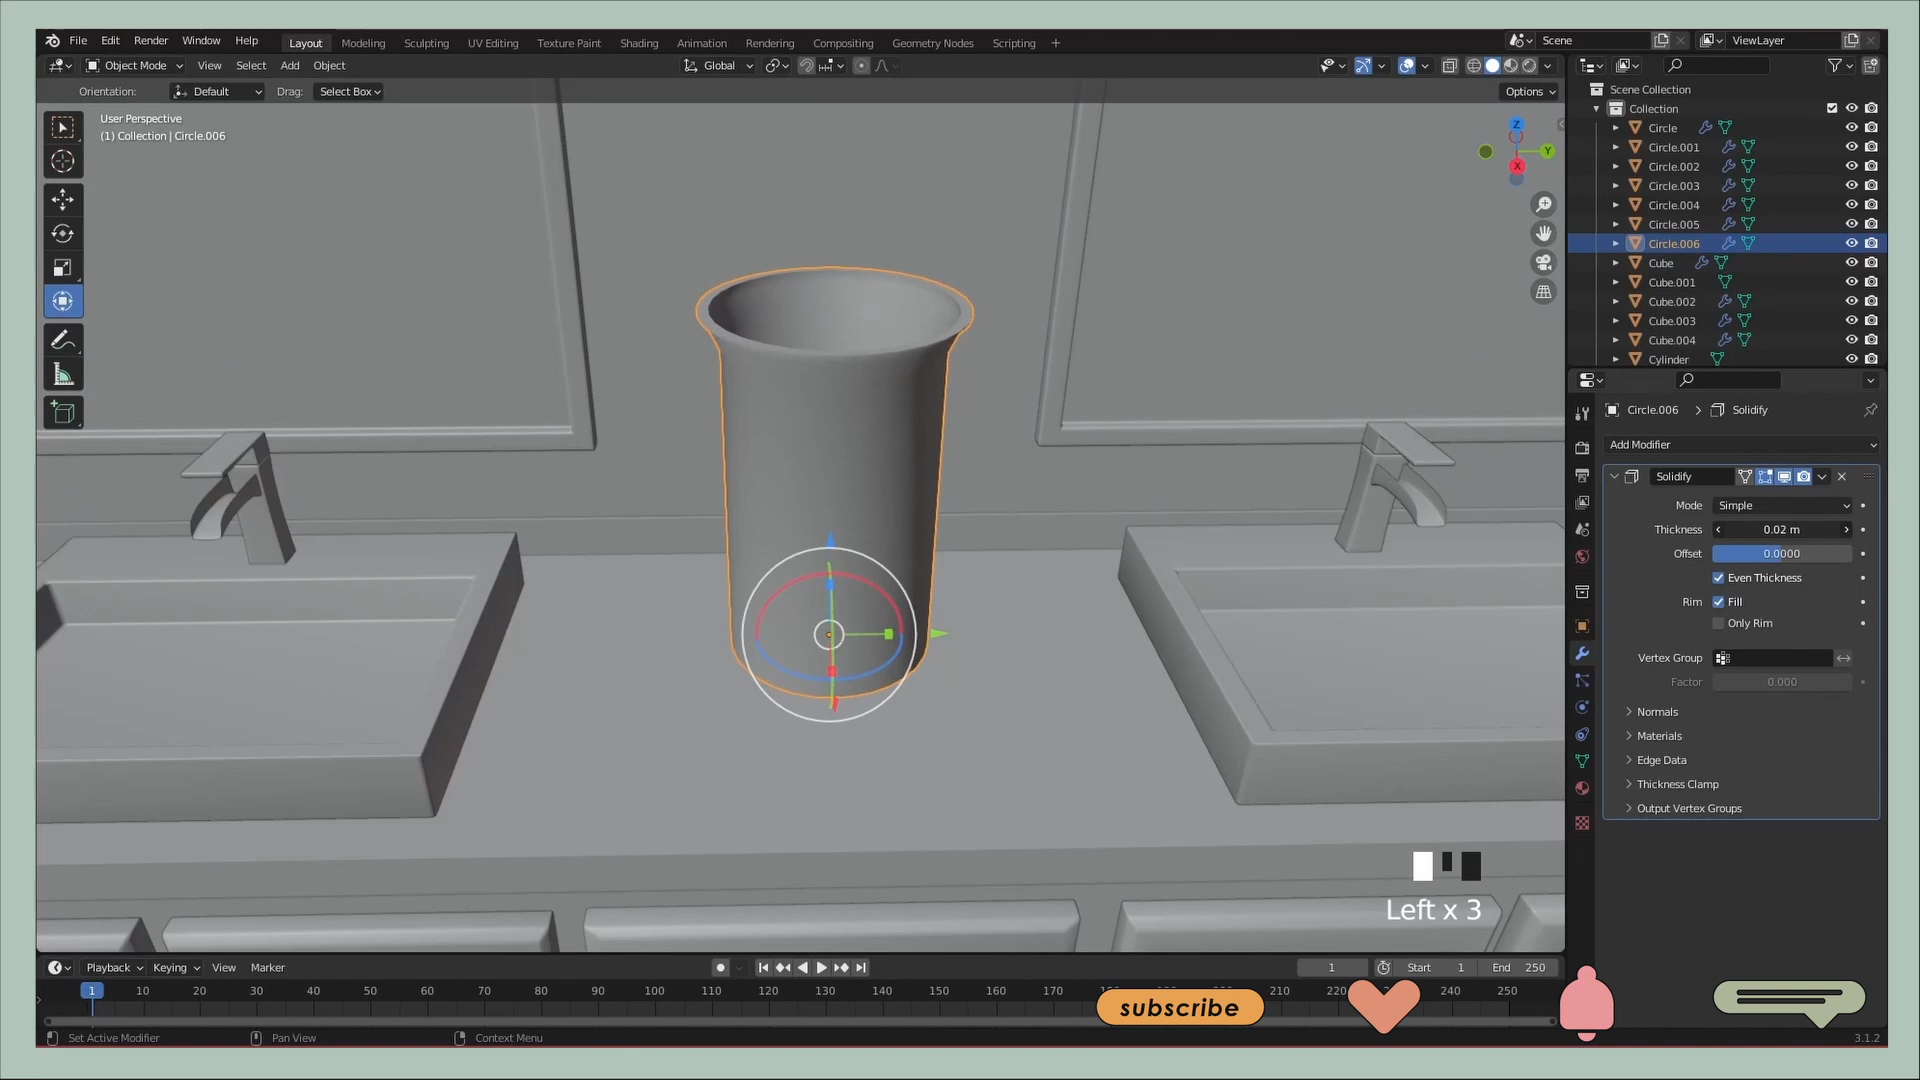 File Edit Render Window Help Layout Modeling Sculpting UV Editing Texture Paint Shading Animation Rendering Compositing Geometry Nodes Scripting + Scene ViewLayer
Object Mode View Select Add Object Global
Orientation: Default Drag: Select Box Options
User Perspective
(1) Collection | Circle.006
Z
Y
X
Scene Collection
Collection
Circle
Circle.001
Circle.002
Circle.003
Circle.004
Circle.005
Circle.006
Cube
Cube.001
Cube.002
Cube.003
Cube.004
Cylinder
Circle.006 > Solidify
Add Modifier
Solidify
Mode Simple
Thickness 0.02 m
Offset 0.0000
Even Thickness
Rim Fill
Only Rim
Vertex Group
Factor 0.000
Normals
Materials
Edge Data
Thickness Clamp
Output Vertex Groups
Left x 3
Playback Keying View Marker 1 Start 1 End 250
1 10 20 30 40 50 60 70 80 90 100 110 120 130 140 150 160 170 210 240 250
subscribe
Set Active Modifier Pan View Context Menu 3.1.2